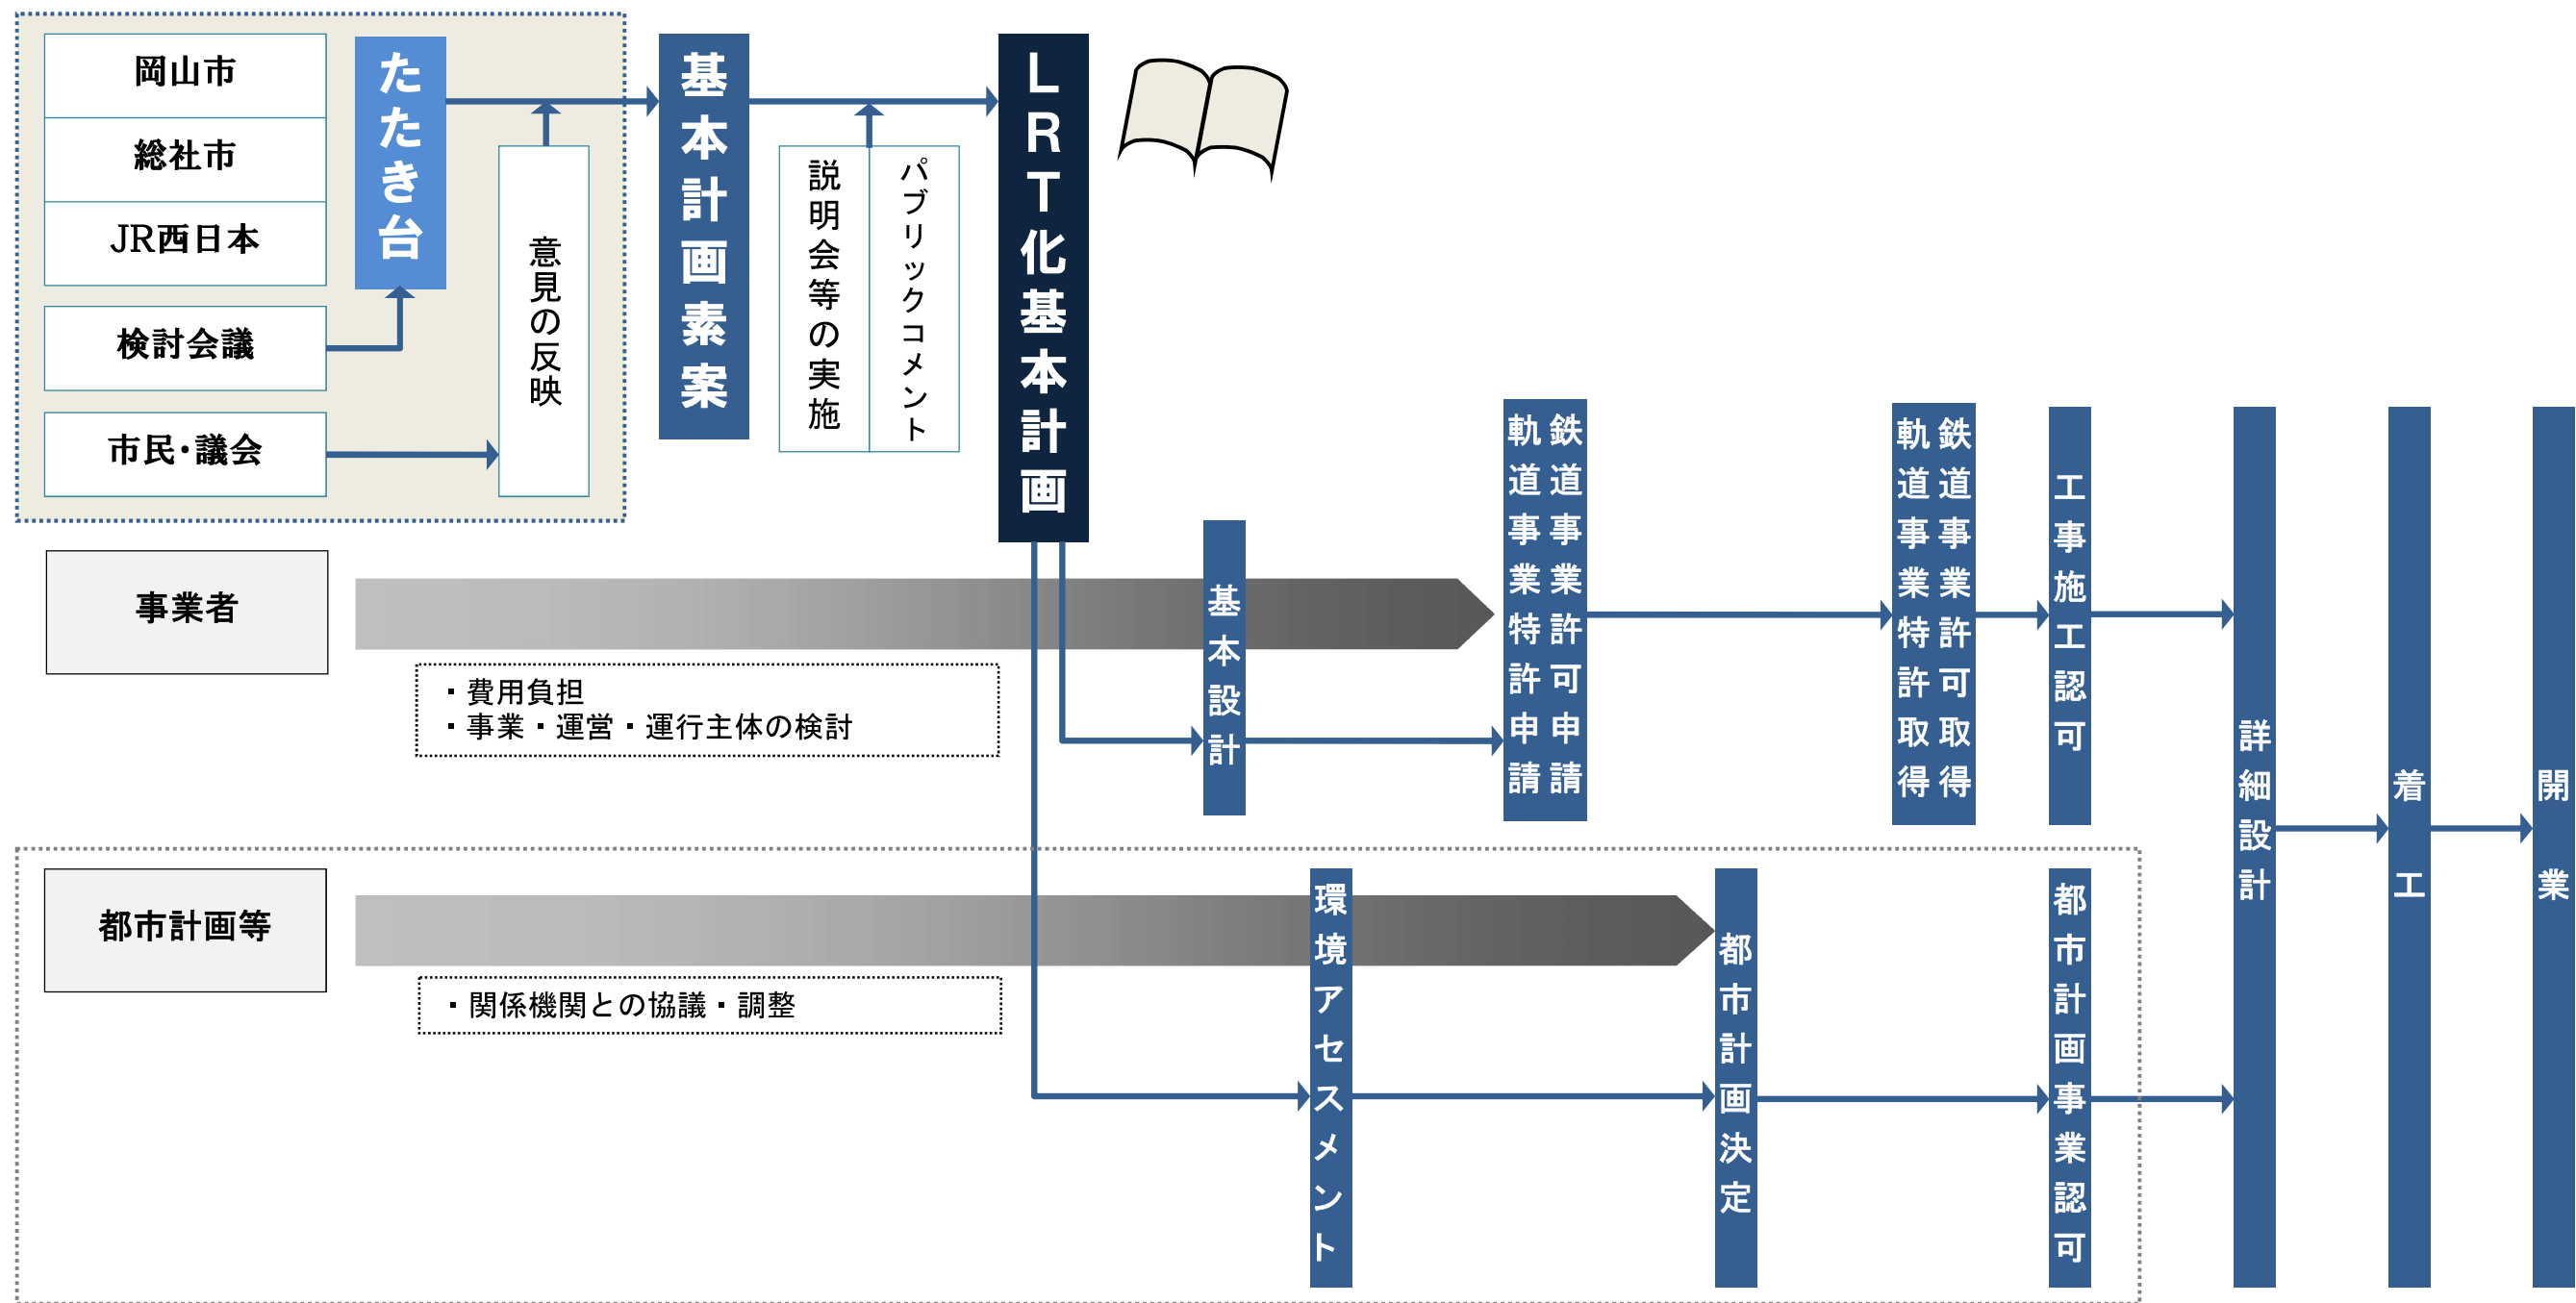 岡山市
総社市
JR西日本
検討会議
市民・議会
たたき台
意見の反映
基本計画素案
説明会等の実施
パブリックコメント
LRT化基本計画
事業者
・費用負担
・事業・運営・運行主体の検討
基本設計
鉄道事業許可申請
軌道事業特許申請
鉄道事業許可取得
軌道事業特許取得
工事施工認可
都市計画等
・関係機関との協議・調整
環境アセスメント
都市計画決定
都市計画事業認可
詳細設計
着工
開業